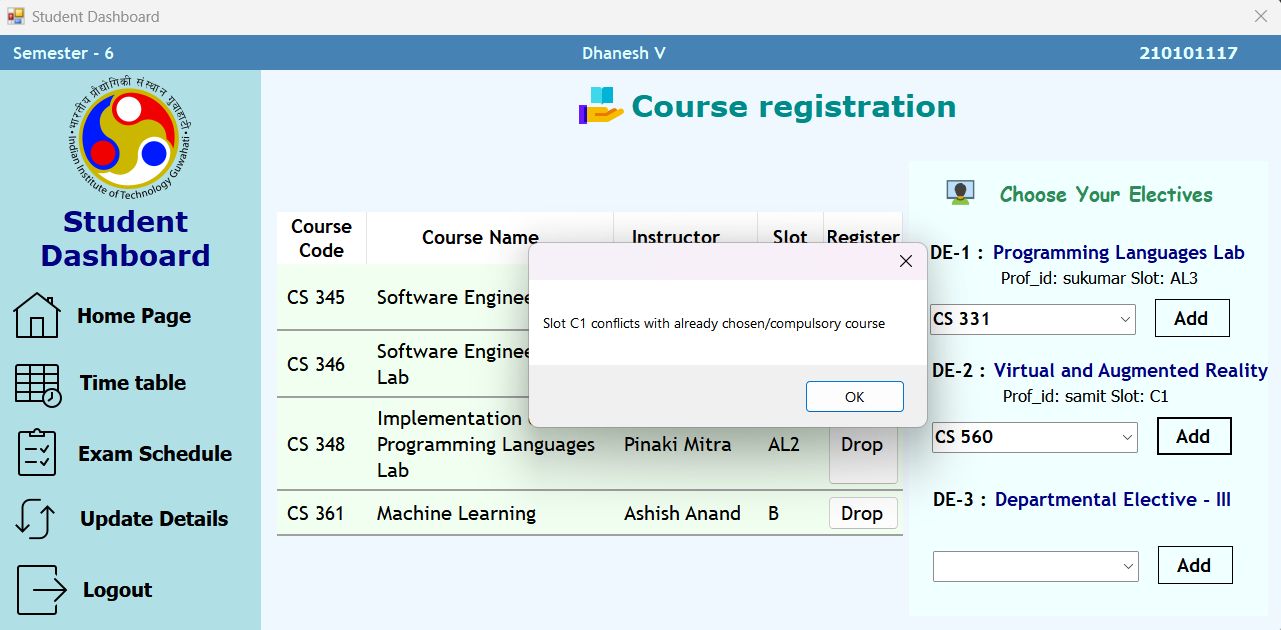 Student Dashboard
Semester - 6
Dhanesh V
210101117
भारतीय प्रौद्योगिकी संस्थान गुवाहाटी
Indian Institute of Technology Guwahati
Student
Dashboard
Home Page
Time table
Exam Schedule
Update Details
Logout
Course registration
Course
Code
Course Name
Instructor
Slot
Register
CS 345
Software Enginee
CS 346
Software Enginee
Lab
CS 348
Implementation
Programming Languages
Lab
Pinaki Mitra
AL2
Drop
CS 361
Machine Learning
Ashish Anand
B
Drop
Slot C1 conflicts with already chosen/compulsory course
OK
Choose Your Electives
DE-1 : Programming Languages Lab
Prof_id: sukumar Slot: AL3
CS 331
Add
DE-2 : Virtual and Augmented Reality
Prof_id: samit Slot: C1
CS 560
Add
DE-3 : Departmental Elective - III
Add